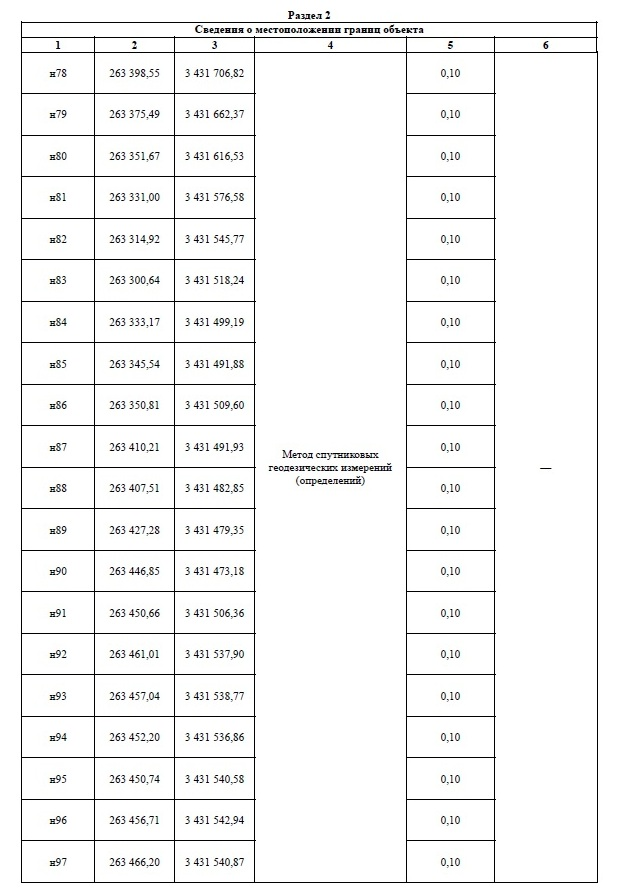 Раздел 2
Сведения о местоположении границ объекта
1 2 3 4 5 6
н78 263 398,55 3 431 706,82 0,10
н79 263 375,49 3 431 662,37 0,10
н80 263 351,67 3 431 616,53 0,10
н81 263 331,00 3 431 576,58 0,10
н82 263 314,92 3 431 545,77 0,10
н83 263 300,64 3 431 518,24 0,10
н84 263 333,17 3 431 499,19 0,10
н85 263 345,54 3 431 491,88 0,10
н86 263 350,81 3 431 509,60 0,10
н87 263 410,21 3 431 491,93 0,10
Метод спутниковых
геодезических измерений
(определений)
—
н88 263 407,51 3 431 482,85 0,10
н89 263 427,28 3 431 479,35 0,10
н90 263 446,85 3 431 473,18 0,10
н91 263 450,66 3 431 506,36 0,10
н92 263 461,01 3 431 537,90 0,10
н93 263 457,04 3 431 538,77 0,10
н94 263 452,20 3 431 536,86 0,10
н95 263 450,74 3 431 540,58 0,10
н96 263 456,71 3 431 542,94 0,10
н97 263 466,20 3 431 540,87 0,10